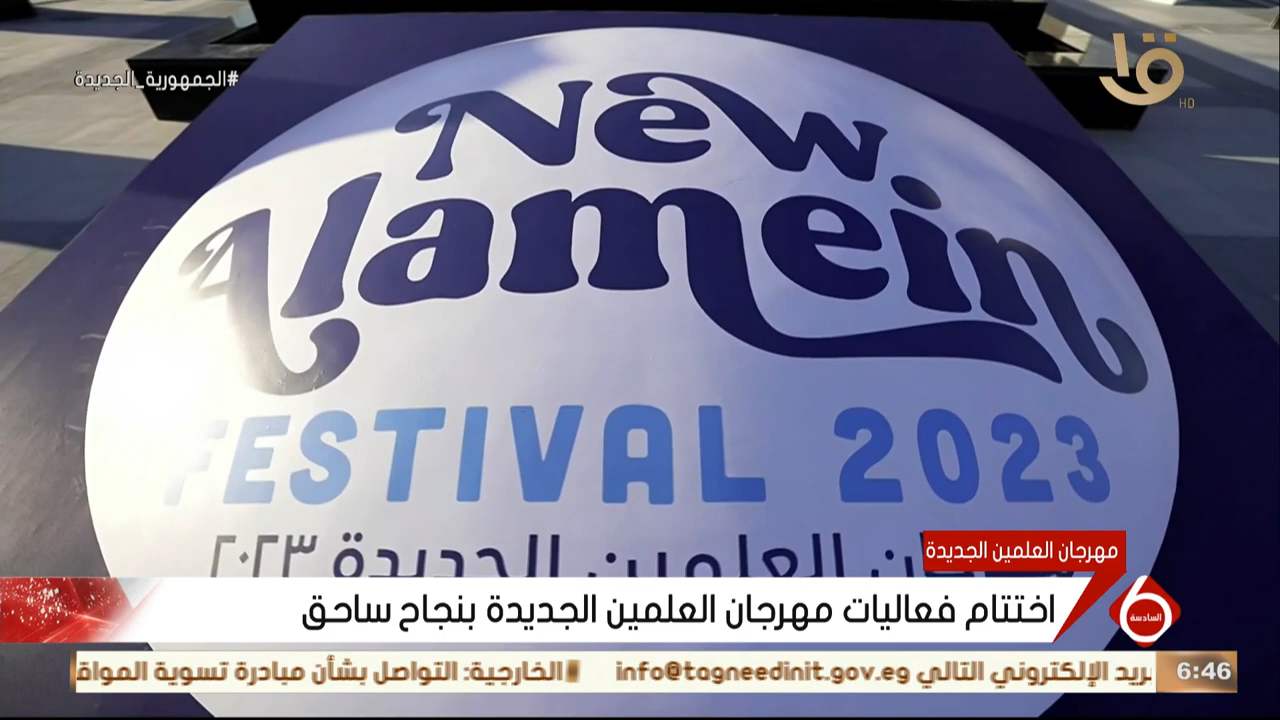 #الجمهورية_الجديدة
HD
New
Alamein
FESTIVAL 2023
العلمين الجديدة ٢٠٢٣
مهرجان العلمين الجديدة
اختتام فعاليات مهرجان العلمين الجديدة بنجاح ساحق
السادسة
بريد الإلكتروني التالي info@tagneedinit.gov.eg الخارجية: التواصل بشأن مبادرة تسوية
6:46